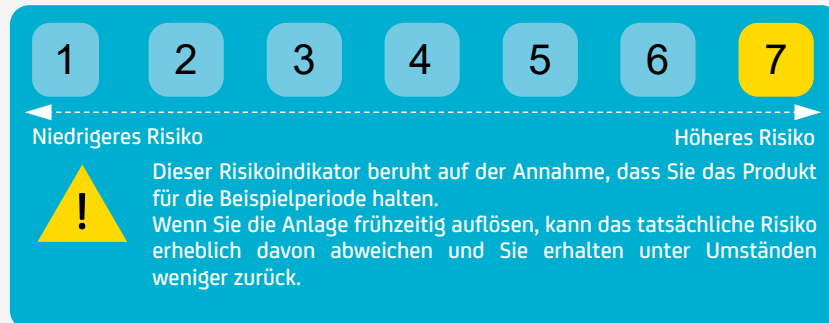 1 2 3 4 5 6 7
Niedrigeres Risiko Höheres Risiko
!
Dieser Risikoindikator beruht auf der Annahme, dass Sie das Produkt
für die Beispielperiode halten.
Wenn Sie die Anlage frühzeitig auflösen, kann das tatsächliche Risiko
erheblich davon abweichen und Sie erhalten unter Umständen
weniger zurück.